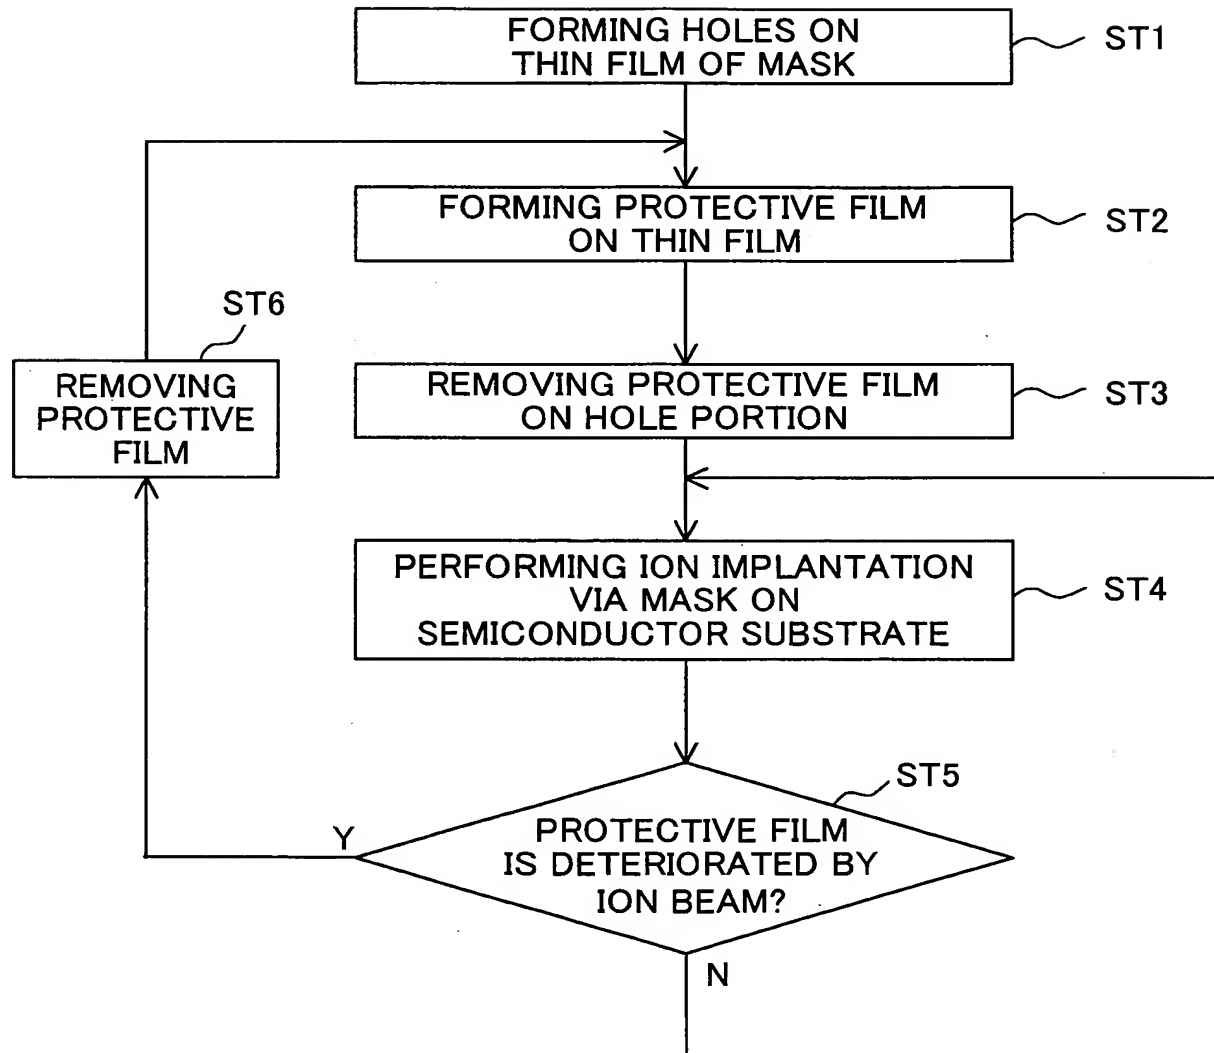 FORMING HOLES ON
THIN FILM OF MASK
ST1
FORMING PROTECTIVE FILM
ON THIN FILM
ST2
ST6
REMOVING
PROTECTIVE
FILM
REMOVING PROTECTIVE FILM
ON HOLE PORTION
ST3
PERFORMING ION IMPLANTATION
VIA MASK ON
SEMICONDUCTOR SUBSTRATE
ST4
ST5
Y
PROTECTIVE FILM
IS DETERIORATED BY
ION BEAM?
N